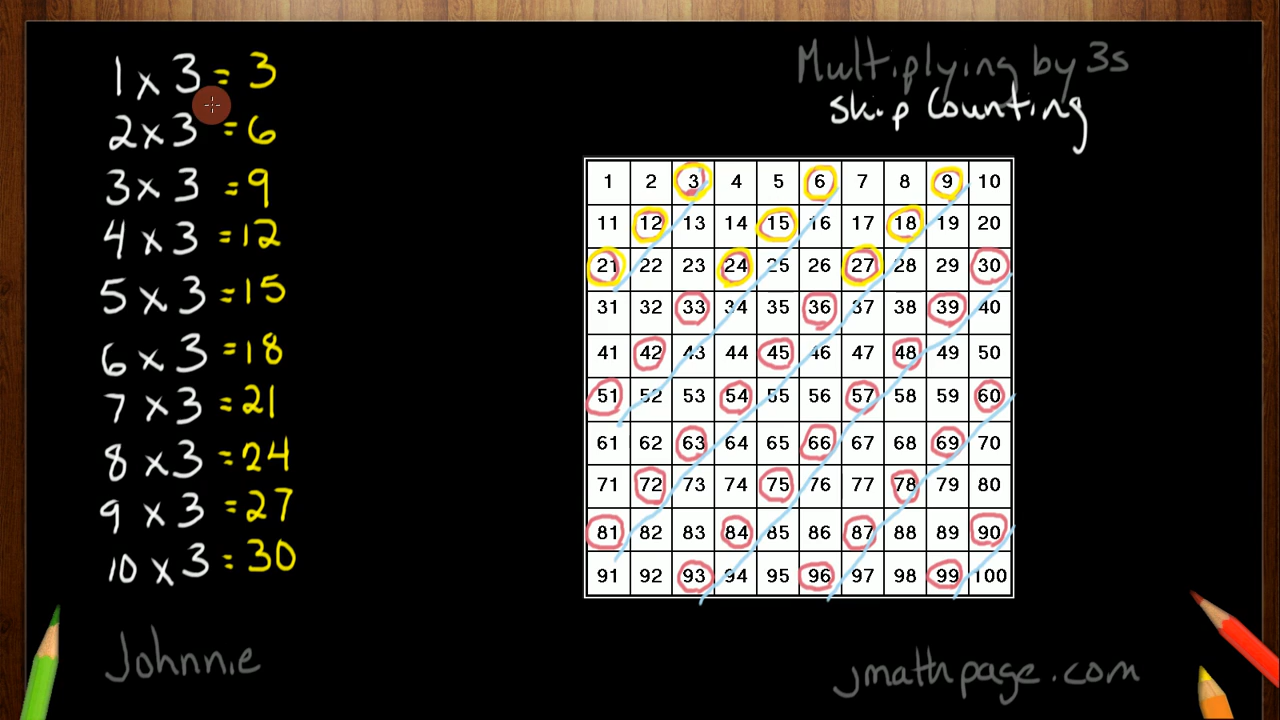 1 x 3 = 3
2 x 3 = 6
3 x 3 = 9
4 x 3 = 12
5 x 3 = 15
6 x 3 = 18
7 x 3 = 21
8 x 3 = 24
9 x 3 = 27
10 x 3 = 30
Multiplying by 3s
Skip Counting
1 2 3 4 5 6 7 8 9 10
11 12 13 14 15 16 17 18 19 20
21 22 23 24 25 26 27 28 29 30
31 32 33 34 35 36 37 38 39 40
41 42 43 44 45 46 47 48 49 50
51 52 53 54 55 56 57 58 59 60
61 62 63 64 65 66 67 68 69 70
71 72 73 74 75 76 77 78 79 80
81 82 83 84 85 86 87 88 89 90
91 92 93 94 95 96 97 98 99 100
Johnnie
jmathpage.com